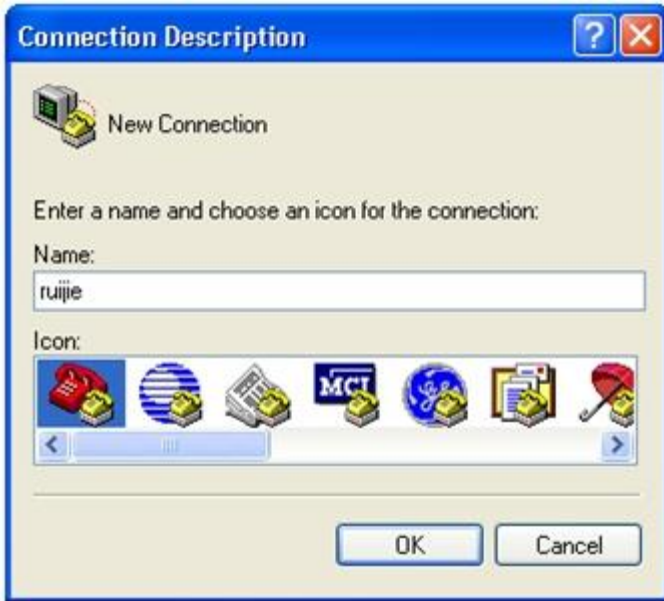 Connection Description
New Connection
Enter a name and choose an icon for the connection:
Name:
ruijie
Icon:
MCI
OK Cancel